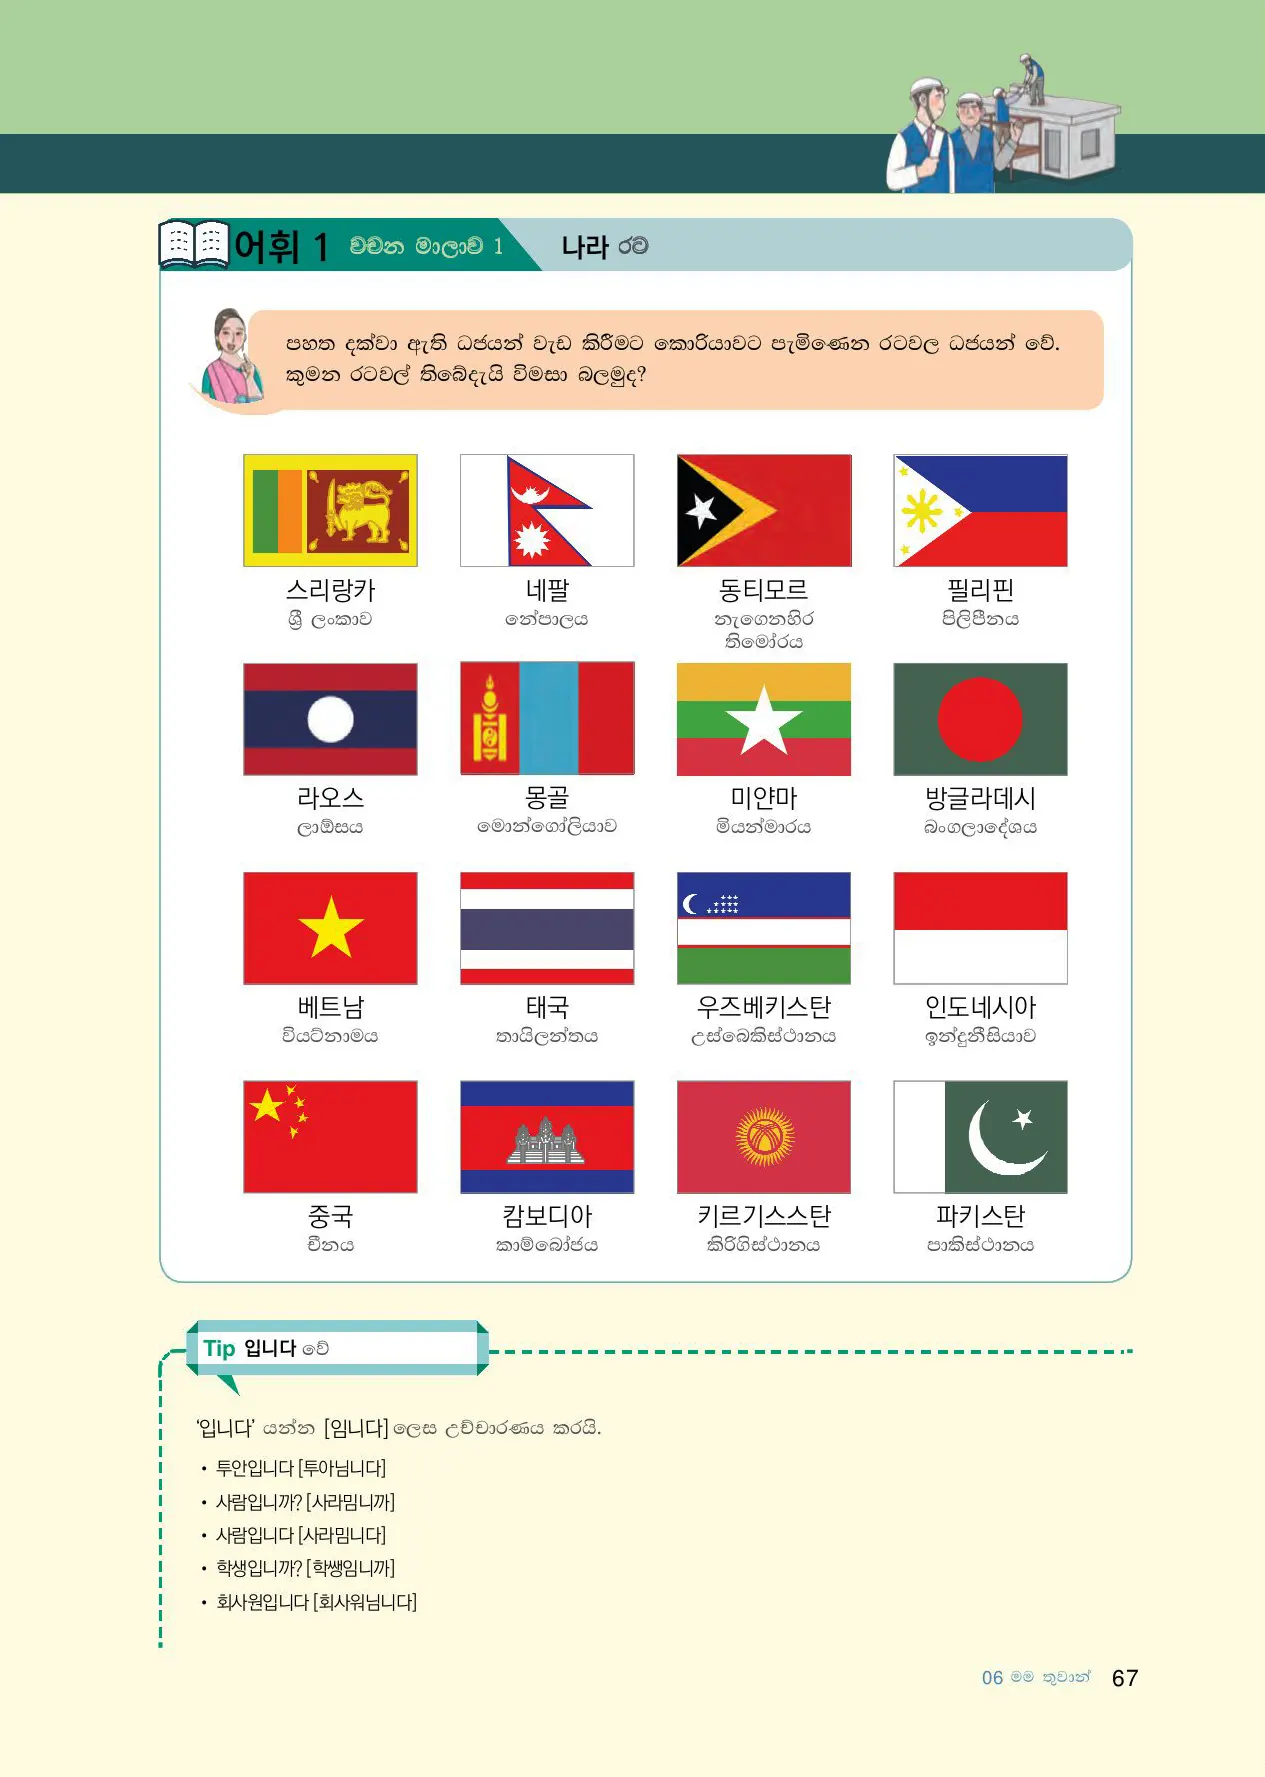 어휘 1 වචන මාලාව 1 나라 රට
පහත දක්වා ඇති ධජයන් වැඩ කිරීමට කොරියාවට පැමිණෙන රටවල ධජයන් වේ.
කුමන රටවල් තිබේදැයි විමසා බලමුද?
스리랑카 네팔 동티모르 필리핀
ශ්‍රී ලංකාව නේපාලය නැගෙනහිර පිලිපීනය
තිමෝරය
라오스 몽골 미얀마 방글라데시
ලාඕසය මොන්ගෝලියාව මියන්මාරය බංගලාදේශය
베트남 태국 우즈베키스탄 인도네시아
වියට්නාමය තායිලන්තය උස්බෙකිස්ථානය ඉන්දුනීසියාව
중국 캄보디아 키르기스스탄 파키스탄
චීනය කාම්බෝජය කිරිගිස්ථානය පාකිස්ථානය
Tip 입니다 වේ
‘입니다’ යන්න [임니다] ලෙස උච්චාරණය කරයි.
• 투안입니다 [투아님니다]
• 사람입니까? [사라밈니까]
• 사람입니다 [사라밈니다]
• 학생입니까? [학쌩임니까]
• 회사원입니다 [회사워님니다]
06 මම තුවාන් 67